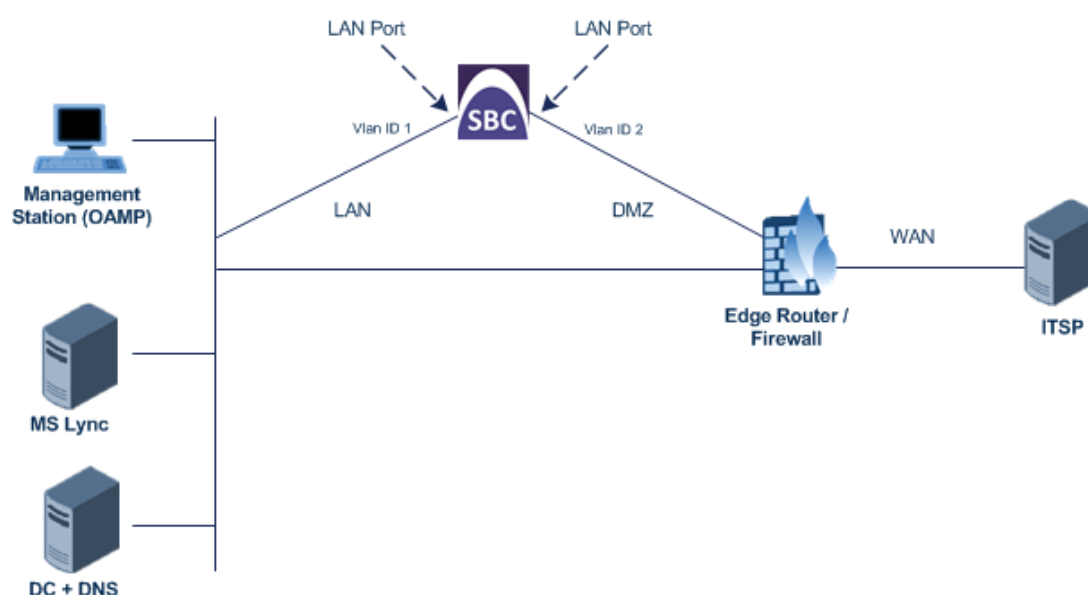 LAN Port
LAN Port
SBC
Vlan ID 1
Vlan ID 2
Management
Station (OAMP)
LAN
DMZ
WAN
Edge Router /
Firewall
ITSP
MS Lync
DC + DNS